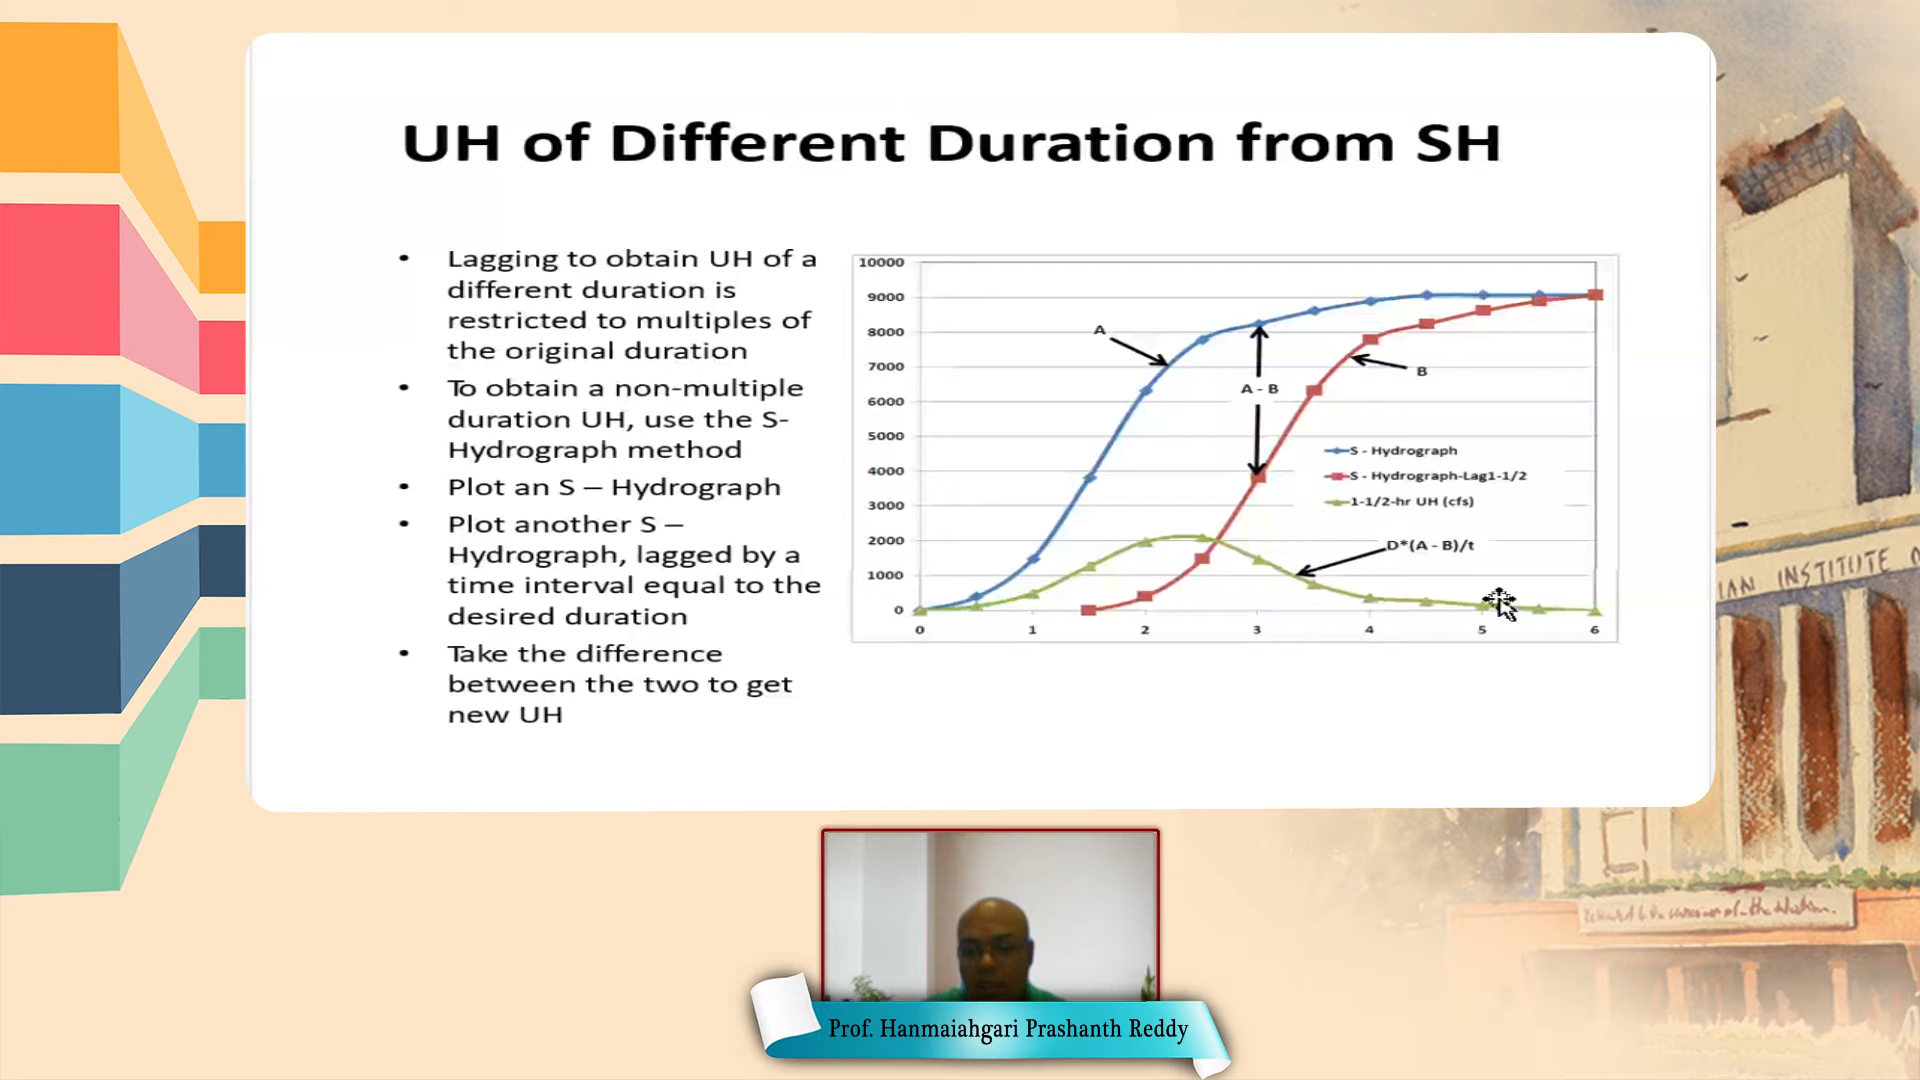 UH of Different Duration from SH
• Lagging to obtain UH of a
different duration is
restricted to multiples of
the original duration
• To obtain a non-multiple
duration UH, use the S-
Hydrograph method
• Plot an S – Hydrograph
• Plot another S –
Hydrograph, lagged by a
time interval equal to the
desired duration
• Take the difference
between the two to get
new UH
10000
9000
8000
7000
6000
5000
4000
3000
2000
1000
0
0 1 2 3 4 5 6
A
A - B
B
S - Hydrograph
S - Hydrograph-Lag1-1/2
1-1/2-hr UH (cfs)
D*(A - B)/t
IAN INSTITUTE O
Prof. Hanmaiahgari Prashanth Reddy